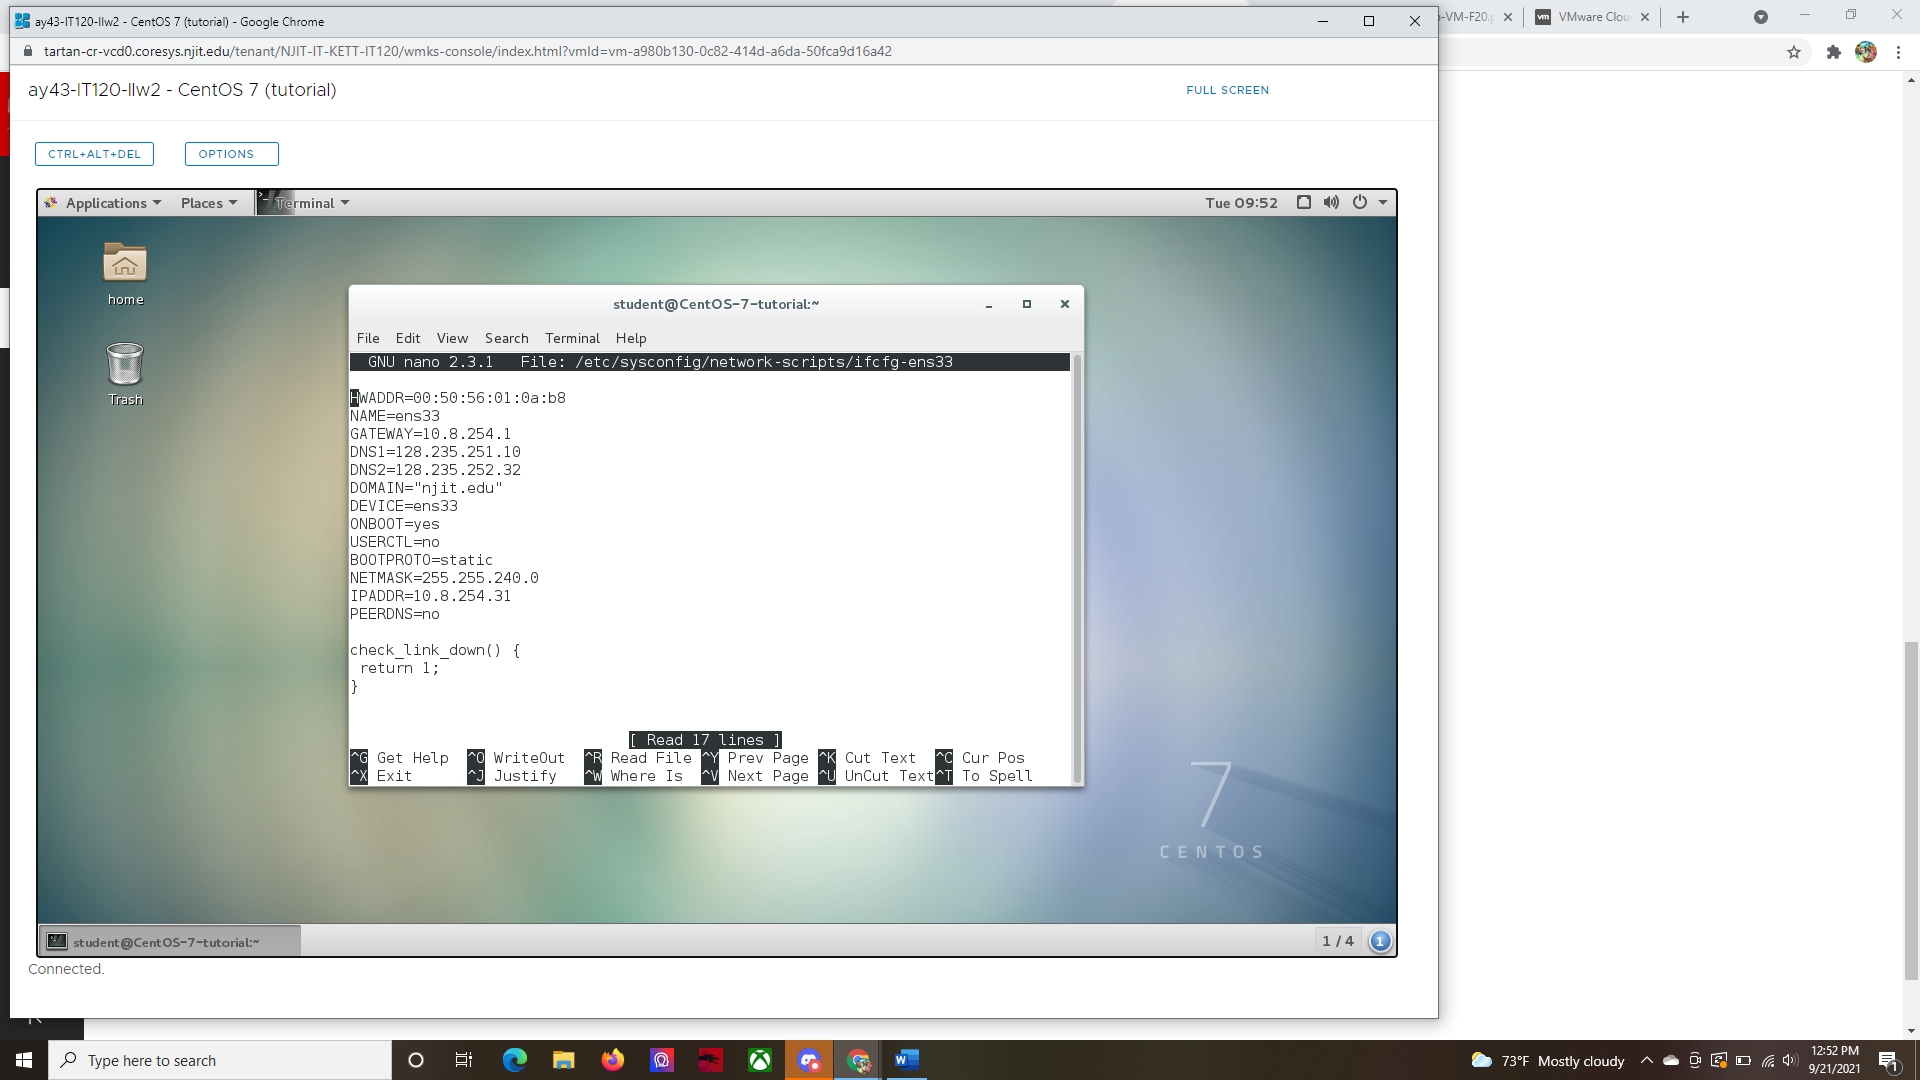 ay43-IT120-llw2 - CentOS 7 (tutorial) - Google Chrome
tartan-cr-vcd0.coresys.njit.edu/tenant/NJIT-IT-KETT-IT120/wmks-console/index.html?vmId=vm-a980b130-0c82-414d-a6da-50fca9d16a42
VMware Clou
ay43-IT120-llw2 - CentOS 7 (tutorial)
FULL SCREEN
CTRL+ALT+DEL
OPTIONS
Applications Places Terminal
Tue 09:52
home
Trash
student@CentOS-7-tutorial:~
File Edit View Search Terminal Help
GNU nano 2.3.1 File: /etc/sysconfig/network-scripts/ifcfg-ens33
HWADDR=00:50:56:01:0a:b8
NAME=ens33
GATEWAY=10.8.254.1
DNS1=128.235.251.10
DNS2=128.235.252.32
DOMAIN="njit.edu"
DEVICE=ens33
ONBOOT=yes
USERCTL=no
BOOTPROTO=static
NETMASK=255.255.240.0
IPADDR=10.8.254.31
PEERDNS=no
check_link_down() {
return 1;
}
[ Read 17 lines ]
^G Get Help ^O WriteOut ^R Read File ^Y Prev Page ^K Cut Text ^C Cur Pos
^X Exit ^J Justify ^W Where Is ^V Next Page ^U UnCut Text ^T To Spell
7
CENTOS
student@CentOS-7-tutorial:~
1 / 4
1
Connected.
Type here to search
73°F Mostly cloudy
12:52 PM
9/21/2021
1